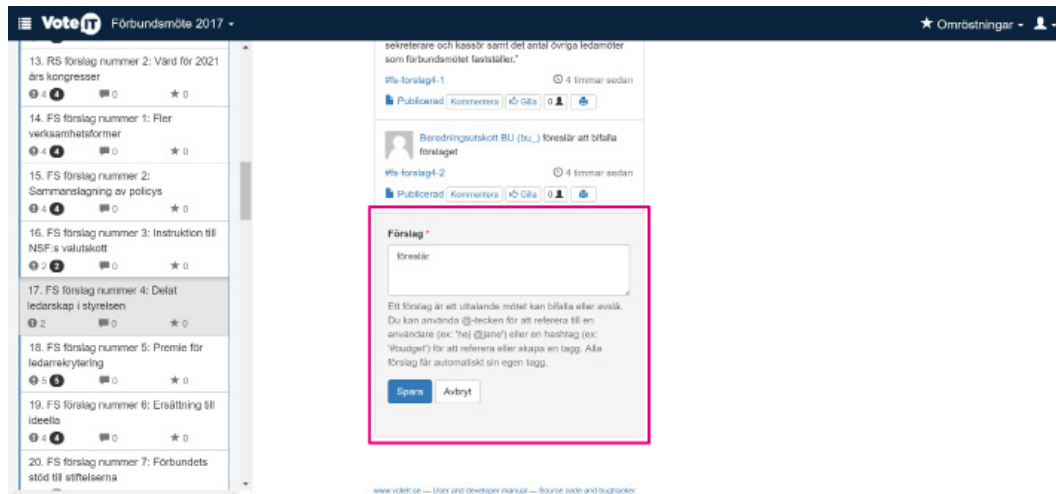 VoteIT Förbundsmöte 2017
Omröstningar
13. RS förslag nummer 2: Värd för 2021
års kongresser
4 4 0 0
14. FS förslag nummer 1: Fler
verksamhetsformer
4 4 0 0
15. FS förslag nummer 2:
Sammanslagning av policys
4 4 0 0
16. FS förslag nummer 3: Instruktion till
NSF:s valutskott
2 2 0 0
17. FS förslag nummer 4: Delat
ledarskap i styrelsen
2 0 0
18. FS förslag nummer 5: Premie för
ledarrekrytering
5 5 0 0
19. FS förslag nummer 6: Ersättning till
ideella
4 4 0 0
20. FS förslag nummer 7: Förbundets
stöd till stiftelserna
sekreterare och kassör samt det antal övriga ledamöter
som förbundsmötet fastställer."
#fs-forslag4-1 4 timmar sedan
Publicerad Kommentera Gilla 0
Beredningsutskott BU (bu_) föreslår att bifalla
förslaget
#fs-forslag4-2 4 timmar sedan
Publicerad Kommentera Gilla 0
Förslag *
föreslår
Ett förslag är ett uttalande mötet kan bifalla eller avslå.
Du kan använda @-tecken för att referera till en
användare (ex: 'hej @jane') eller en hashtag (ex:
'#budget') för att referera eller skapa en tagg. Alla
förslag får automatiskt sin egen tagg.
Spara Avbryt
www.voteit.se — User and developer manual — Source code and bugtracker